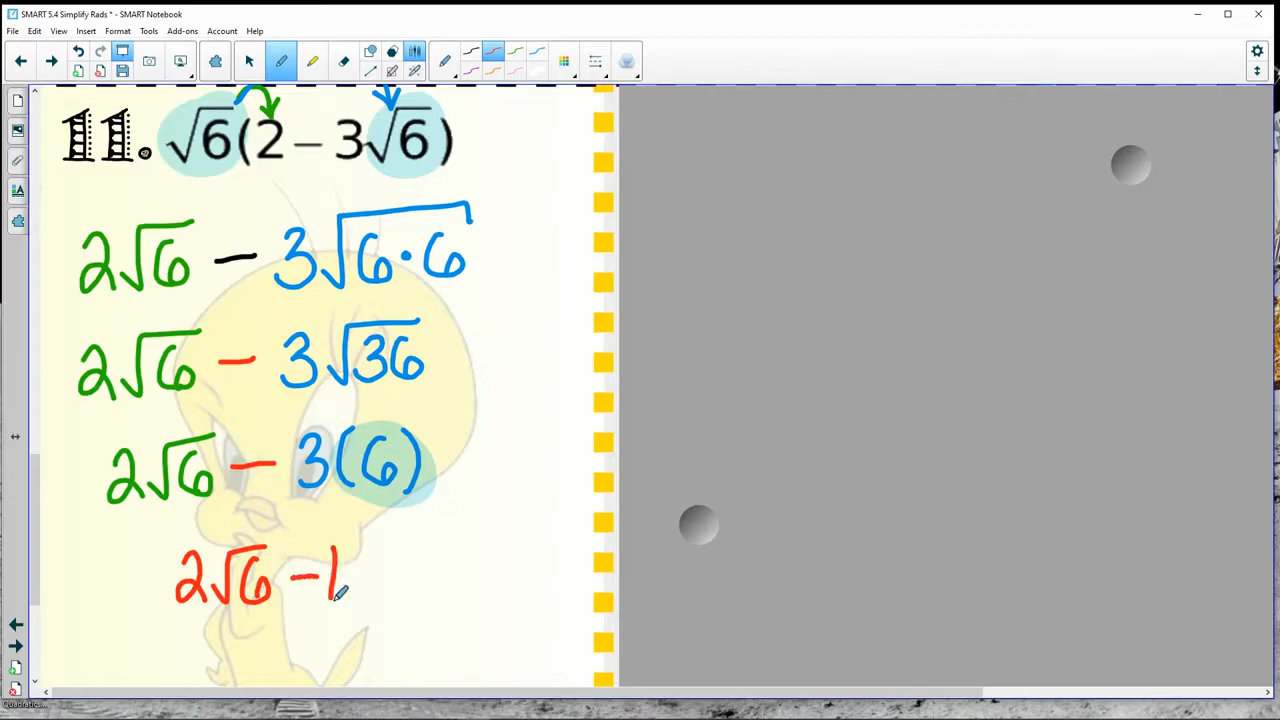 SMART 5.4 Simplify Rads * - SMART Notebook
File Edit View Insert Format Tools Add-ons Account Help
11. √6(2 – 3√6)
2√6 − 3√6·6
2√6 − 3√36
2√6 − 3(6)
2√6 − 1
Quadratics...